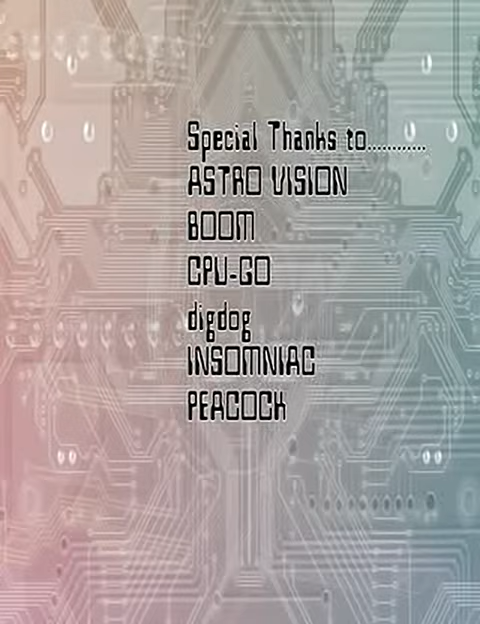 Special Thanks to............
ASTRO VISION
BOOM
CPU-GO
digdog
INSOMNIAC
PEACOCK